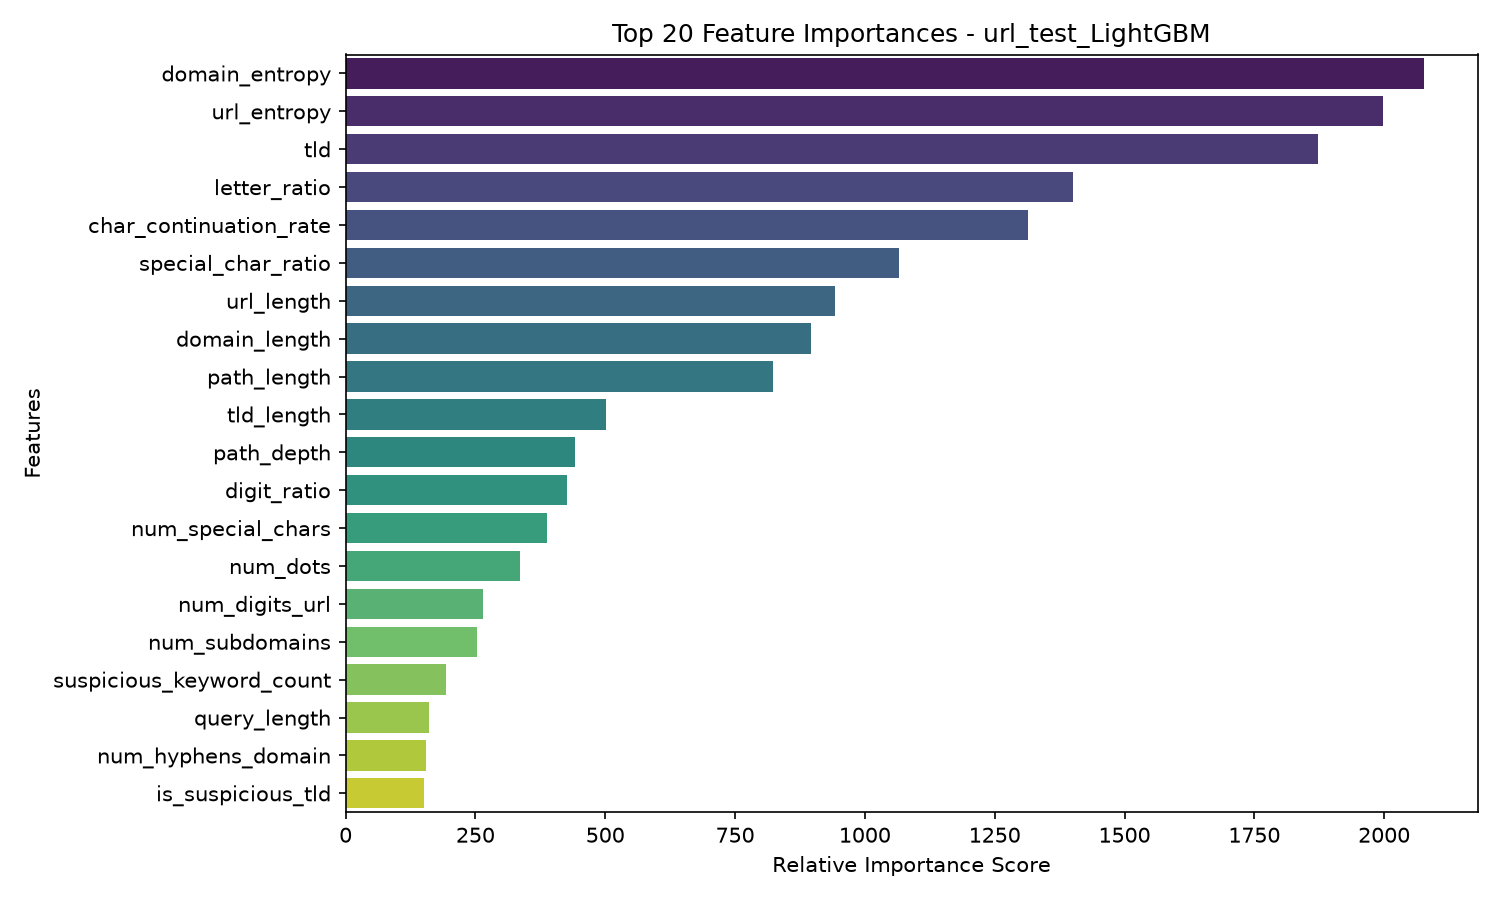 Top 20 Feature Importances - url_test_LightGBM
Features
domain_entropy
url_entropy
tld
letter_ratio
char_continuation_rate
special_char_ratio
url_length
domain_length
path_length
tld_length
path_depth
digit_ratio
num_special_chars
num_dots
num_digits_url
num_subdomains
suspicious_keyword_count
query_length
num_hyphens_domain
is_suspicious_tld
0 250 500 750 1000 1250 1500 1750 2000
Relative Importance Score